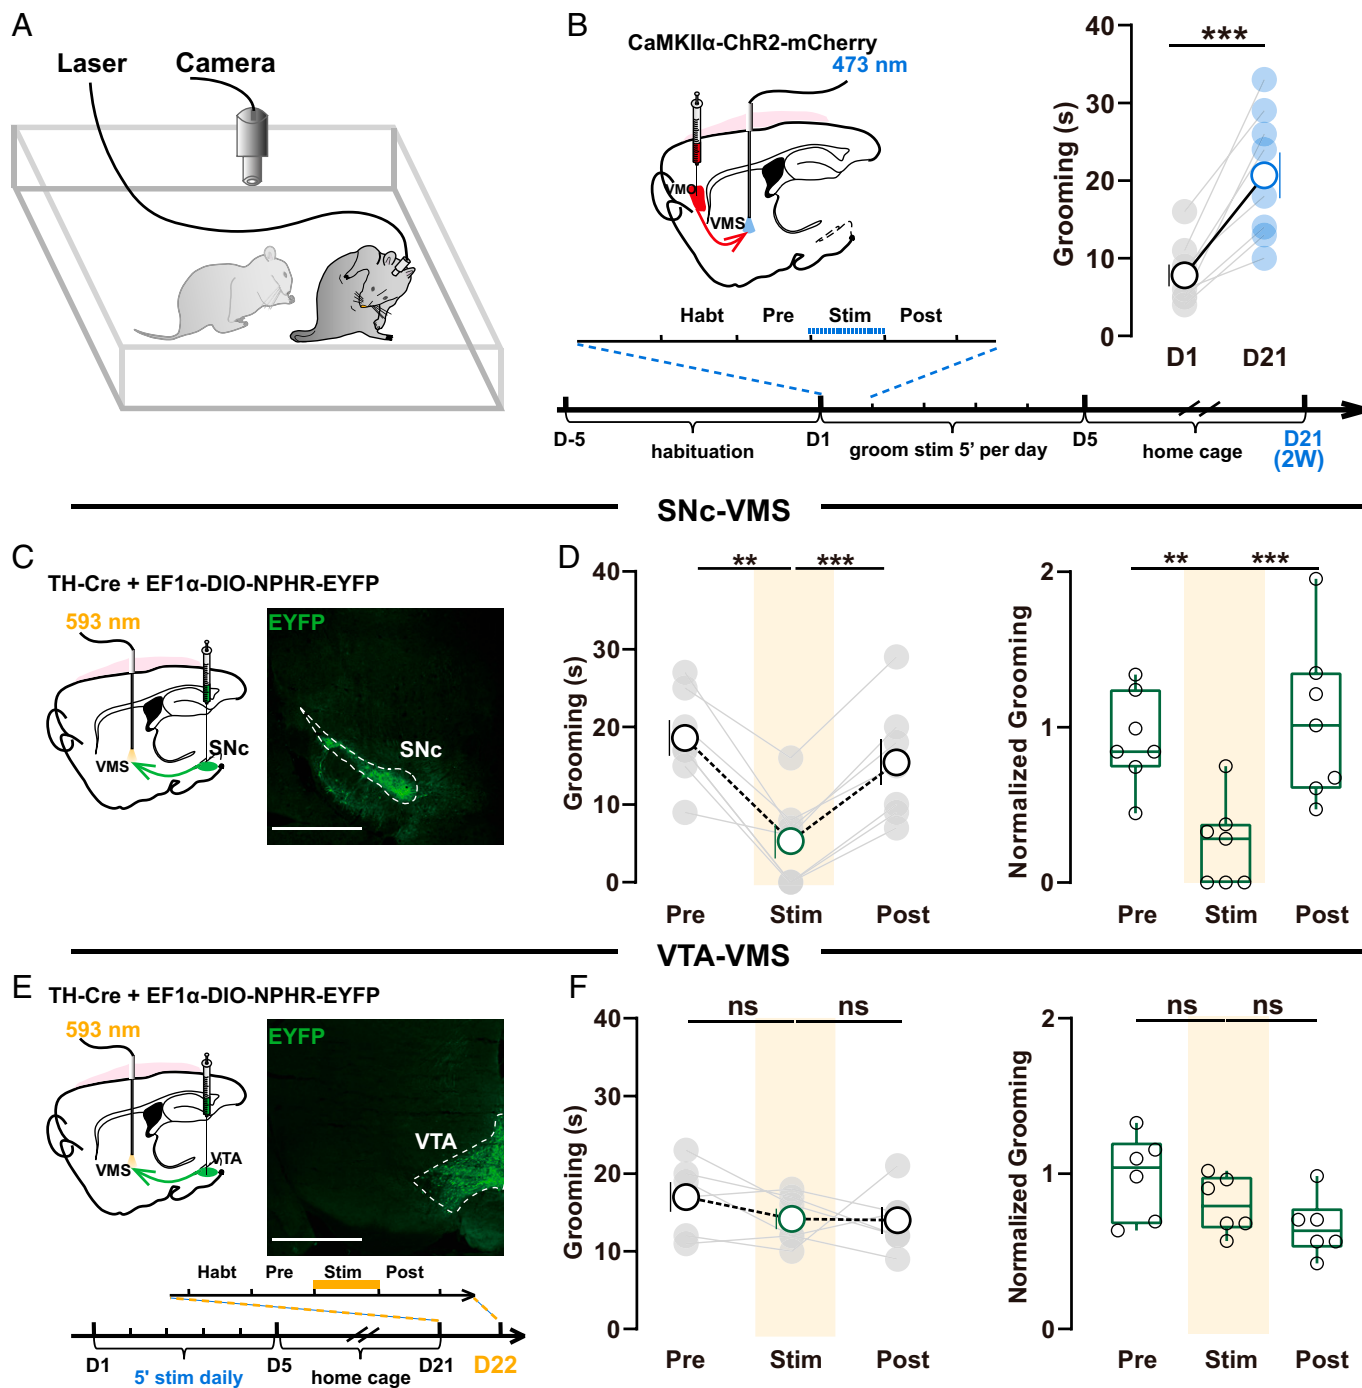 A
Laser
Camera
B
CaMKIIα-ChR2-mCherry
473 nm
VMO
VMS
Habt Pre Stim Post
D-5 D1 D5 D21
(2W)
habituation groom stim 5' per day home cage
Grooming (s)
40
30
20
10
0
***
D1 D21
SNc-VMS
C
TH-Cre + EF1α-DIO-NPHR-EYFP
593 nm
VMS
SNc
EYFP
SNc
D
Grooming (s)
40
30
20
10
0
** ***
Pre Stim Post
Normalized Grooming
2
1
0
** ***
Pre Stim Post
VTA-VMS
E
TH-Cre + EF1α-DIO-NPHR-EYFP
593 nm
VMS
VTA
EYFP
VTA
Habt Pre Stim Post
D1 D5 D21 D22
5' stim daily home cage
F
Grooming (s)
40
30
20
10
0
ns ns
Pre Stim Post
Normalized Grooming
2
1
0
ns ns
Pre Stim Post